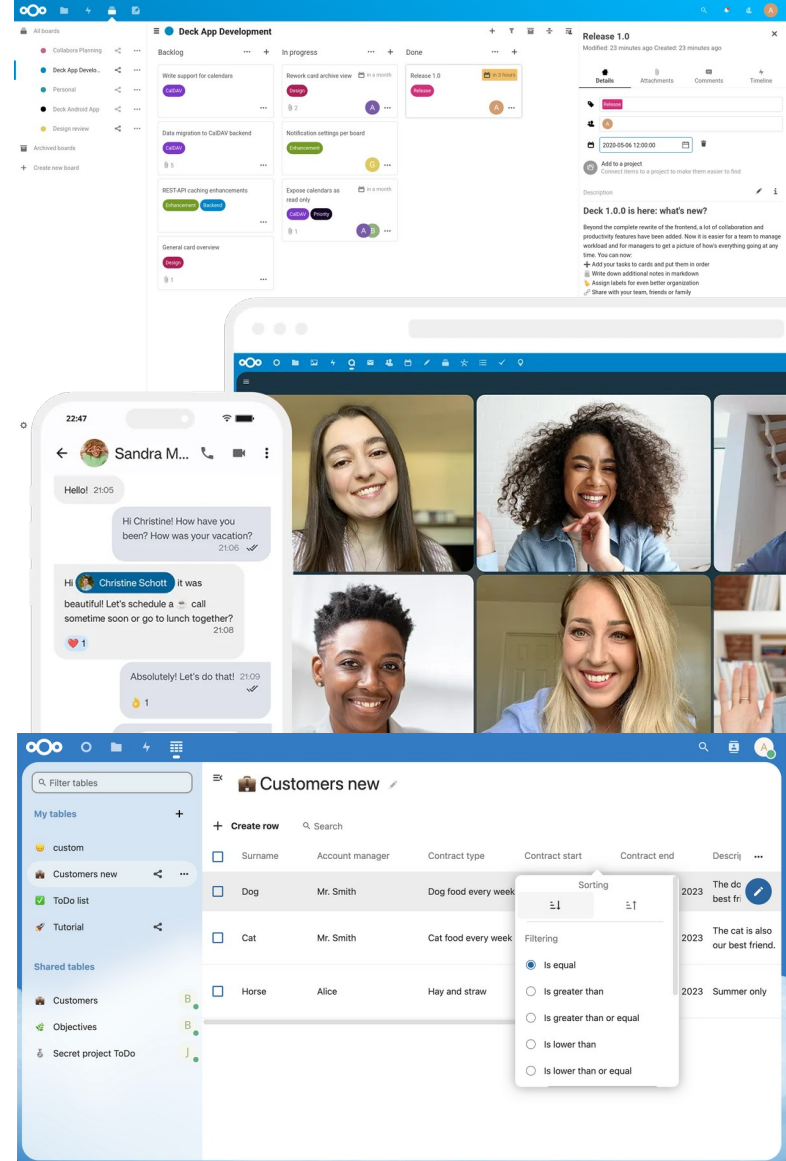 All boards
Collabora Planning
Deck App Develo...
Personal
Deck Android App
Design review
Archived boards
Create new board
Deck App Development
Backlog
Write support for calendars
CalDAV
Data migration to CalDAV backend
CalDAV
5
REST-API caching enhancements
Enhancement Backend
General card overview
Design
1
In progress
Rework card archive view in a month
Design
2 A
Notification settings per board
Enhancement
G
Expose calendars as in a month
read only
CalDAV Priority
1 A B
Done
Release 1.0 in 3 hours
Release
A
A
Release 1.0
Modified: 23 minutes ago Created: 23 minutes ago
Details Attachments Comments Timeline
Release
A
2020-05-06 12:00:00
Add to a project
Connect items to a project to make them easier to find
Description
Deck 1.0.0 is here: what's new?
Beyond the complete rewrite of the frontend, a lot of collaboration and
productivity features have been added. Now it is easier for a team to manage
workload and for managers to get a picture of how's everything going at any
time. You can now:
➕ Add your tasks to cards and put them in order
Write down additional notes in markdown
Assign labels for even better organization
Share with your team, friends or family
22:47
Sandra M...
Hello! 21:05
Hi Christine! How have you
been? How was your vacation?
21:06
Hi Christine Schott it was
beautiful! Let's schedule a ☕ call
sometime soon or go to lunch together?
21:08
❤️ 1
Absolutely! Let's do that! 21:09
👌 1
A
Filter tables
My tables
custom
Customers new
ToDo list
Tutorial
Shared tables
Customers B
Objectives B
Secret project ToDo J
Customers new
Create row Search
Surname Account manager Contract type Contract start Contract end Descrip
Dog Mr. Smith Dog food every week 2023 The do
best fri
Cat Mr. Smith Cat food every week 2023 The cat is also
our best friend.
Horse Alice Hay and straw 2023 Summer only
Sorting
Filtering
Is equal
Is greater than
Is greater than or equal
Is lower than
Is lower than or equal